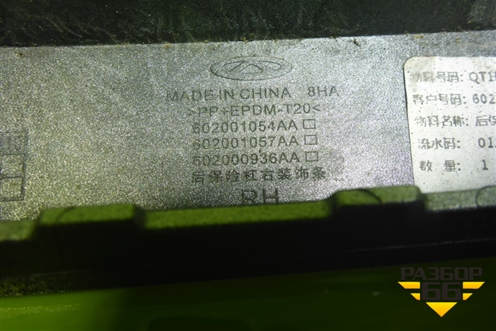 MADE IN CHINA 8HA
>PP+EPDM-T20<
602001054AA
602001057AA
602000936AA
后保险杠右装饰条
RH
物料号码: QT1
客户号码: 602
物料名称: 后保
流水码: 01
数量: 1
РАЗБОР
66